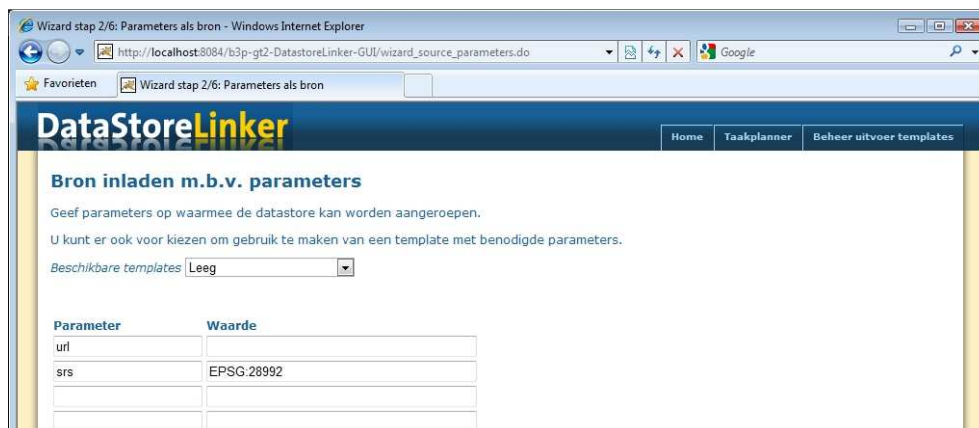 Wizard stap 2/6: Parameters als bron - Windows Internet Explorer
http://localhost:8084/b3p-gt2-DatastoreLinker-GUI/wizard_source_parameters.do
Google
Favorieten
Wizard stap 2/6: Parameters als bron
DataStoreLinker
Home Taakplanner Beheer uitvoer templates
Bron inladen m.b.v. parameters
Geef parameters op waarmee de datastore kan worden aangeroepen.
U kunt er ook voor kiezen om gebruik te maken van een template met benodigde parameters.
Beschikbare templates Leeg
Parameter Waarde
url
srs EPSG:28992